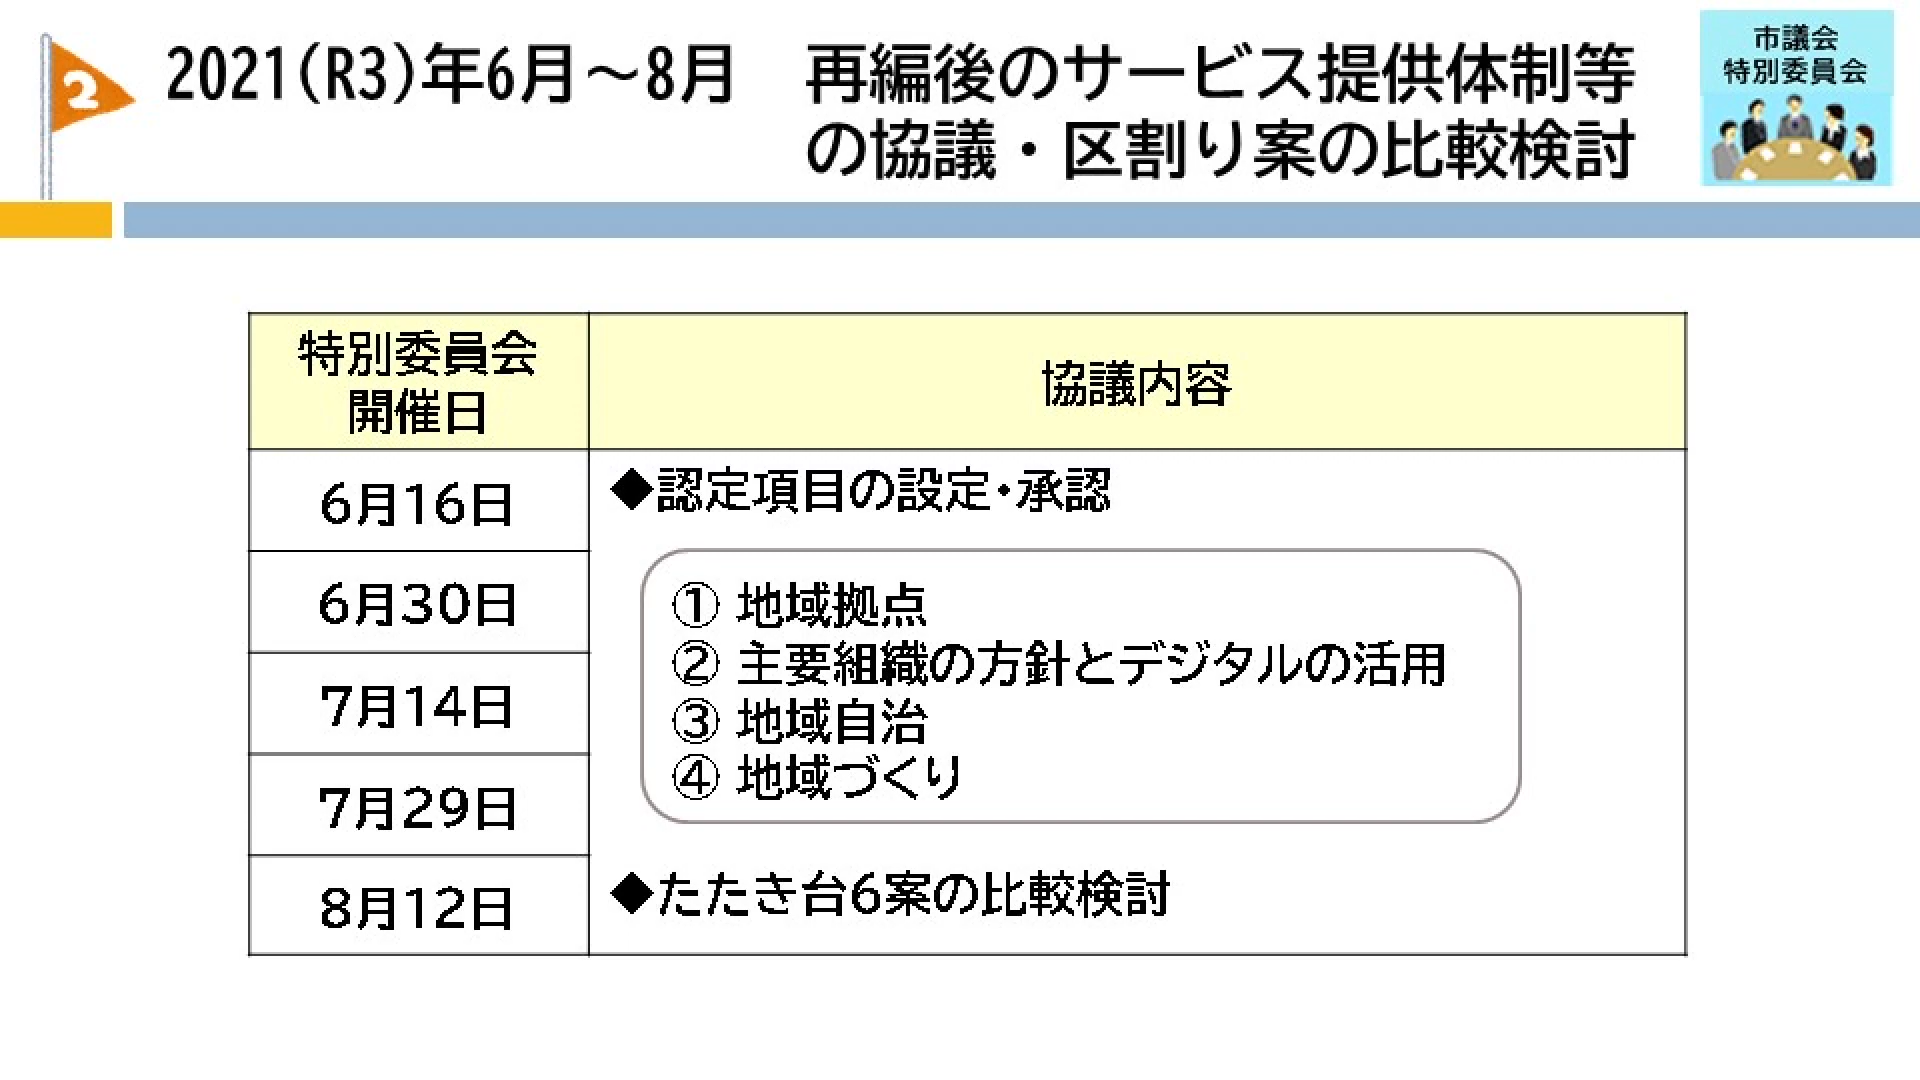 2
2021(R3)年6月～8月 再編後のサービス提供体制等
の協議・区割り案の比較検討
市議会
特別委員会
特別委員会
開催日
協議内容
6月16日
6月30日
7月14日
7月29日
8月12日
◆認定項目の設定・承認
① 地域拠点
② 主要組織の方針とデジタルの活用
③ 地域自治
④ 地域づくり
◆たたき台6案の比較検討